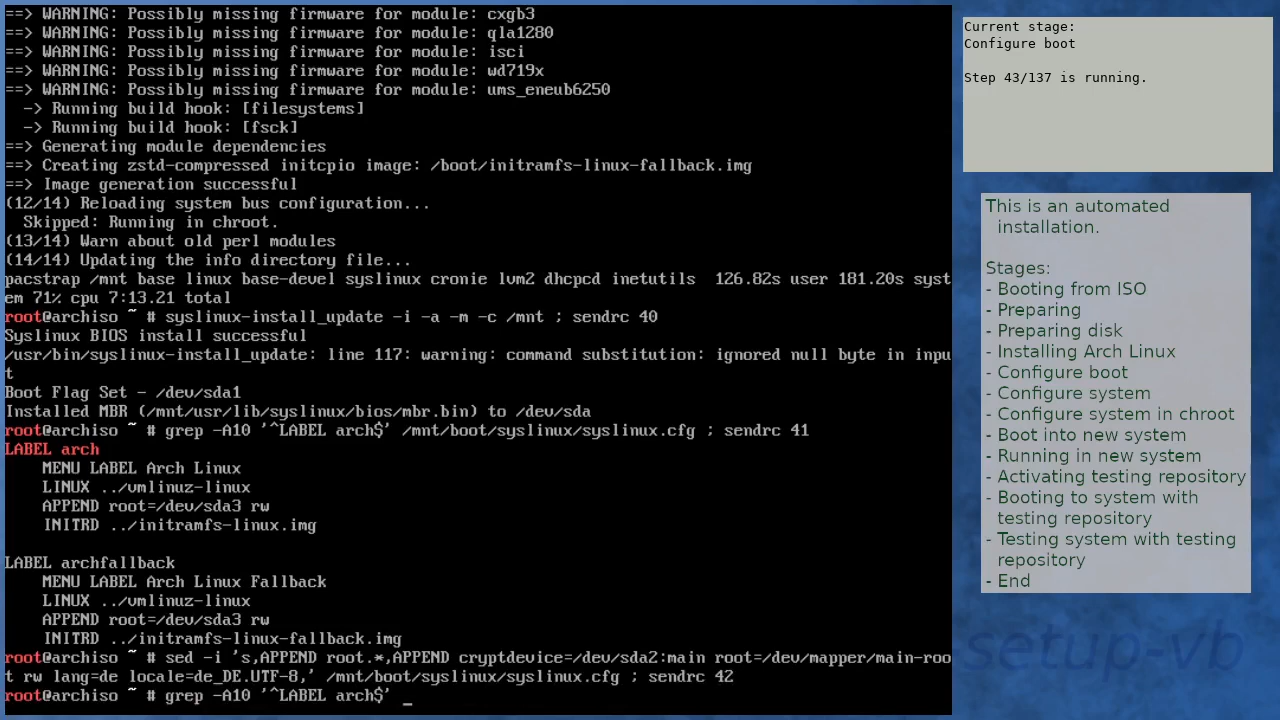 ==> WARNING: Possibly missing firmware for module: cxgb3
==> WARNING: Possibly missing firmware for module: qla1280
==> WARNING: Possibly missing firmware for module: isci
==> WARNING: Possibly missing firmware for module: wd719x
==> WARNING: Possibly missing firmware for module: ums_eneub6250
  -> Running build hook: [filesystems]
  -> Running build hook: [fsck]
==> Generating module dependencies
==> Creating zstd-compressed initcpio image: /boot/initramfs-linux-fallback.img
==> Image generation successful
(12/14) Reloading system bus configuration...
  Skipped: Running in chroot.
(13/14) Warn about old perl modules
(14/14) Updating the info directory file...
pacstrap /mnt base linux base-devel syslinux cronie lvm2 dhcpcd inetutils  126.82s user 181.20s syst
em 71% cpu 7:13.21 total
root@archiso ~ # syslinux-install_update -i -a -m -c /mnt ; sendrc 40
Syslinux BIOS install successful
/usr/bin/syslinux-install_update: line 117: warning: command substitution: ignored null byte in inpu
t
Boot Flag Set - /dev/sda1
Installed MBR (/mnt/usr/lib/syslinux/bios/mbr.bin) to /dev/sda
root@archiso ~ # grep -A10 '^LABEL arch$' /mnt/boot/syslinux/syslinux.cfg ; sendrc 41
LABEL arch
    MENU LABEL Arch Linux
    LINUX ../vmlinuz-linux
    APPEND root=/dev/sda3 rw
    INITRD ../initramfs-linux.img

LABEL archfallback
    MENU LABEL Arch Linux Fallback
    LINUX ../vmlinuz-linux
    APPEND root=/dev/sda3 rw
    INITRD ../initramfs-linux-fallback.img
root@archiso ~ # sed -i 's,APPEND root.*,APPEND cryptdevice=/dev/sda2:main root=/dev/mapper/main-roo
t rw lang=de locale=de_DE.UTF-8,' /mnt/boot/syslinux/syslinux.cfg ; sendrc 42
root@archiso ~ # grep -A10 '^LABEL arch$' _
Current stage:
Configure boot

Step 43/137 is running.
This is an automated
  installation.

Stages:
- Booting from ISO
- Preparing
- Preparing disk
- Installing Arch Linux
- Configure boot
- Configure system
- Configure system in chroot
- Boot into new system
- Running in new system
- Activating testing repository
- Booting to system with
  testing repository
- Testing system with testing
  repository
- End
setup-vb